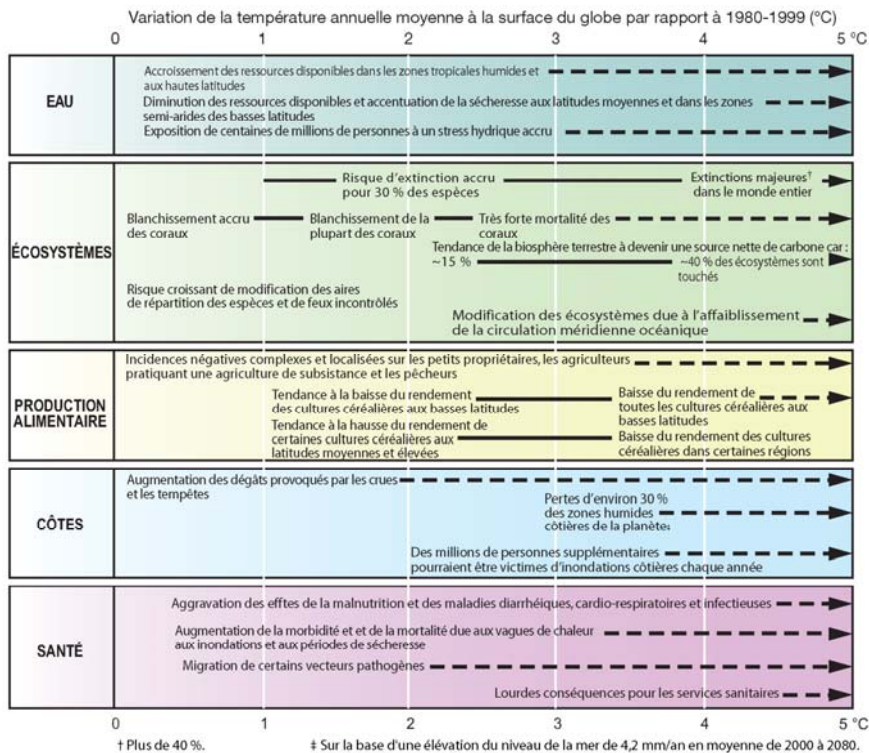 Variation de la température annuelle moyenne à la surface du globe par rapport à 1980-1999 (°C)
0 1 2 3 4 5 °C
EAU
Accroissement des ressources disponibles dans les zones tropicales humides et
aux hautes latitudes
Diminution des ressources disponibles et accentuation de la sécheresse aux latitudes moyennes et dans les zones
semi-arides des basses latitudes
Exposition de centaines de millions de personnes à un stress hydrique accru
ÉCOSYSTÈMES
Risque d'extinction accru
pour 30 % des espèces
Extinctions majeures†
dans le monde entier
Blanchissement accru
des coraux
Blanchissement de la
plupart des coraux
Très forte mortalité des
coraux
Tendance de la biosphère terrestre à devenir une source nette de carbone car :
~15 %
~40 % des écosystèmes sont
touchés
Risque croissant de modification des aires
de répartition des espèces et de feux incontrôlés
Modification des écosystèmes due à l'affaiblissement
de la circulation méridienne océanique
PRODUCTION
ALIMENTAIRE
Incidences négatives complexes et localisées sur les petits propriétaires, les agriculteurs
pratiquant une agriculture de subsistance et les pêcheurs
Tendance à la baisse du rendement
des cultures céréalières aux basses latitudes
Baisse du rendement de
toutes les cultures céréalières aux
basses latitudes
Tendance à la hausse du rendement de
certaines cultures céréalières aux
latitudes moyennes et élevées
Baisse du rendement des cultures
céréalières dans certaines régions
CÔTES
Augmentation des dégâts provoqués par les crues
et les tempêtes
Pertes d'environ 30 %
des zones humides
côtières de la planète‡
Des millions de personnes supplémentaires
pourraient être victimes d'inondations côtières chaque année
SANTÉ
Aggravation des efftes de la malnutrition et des maladies diarrhéiques, cardio-respiratoires et infectieuses
Augmentation de la morbidité et et de la mortalité due aux vagues de chaleur
aux inondations et aux périodes de sécheresse
Migration de certains vecteurs pathogènes
Lourdes conséquences pour les services sanitaires
0 1 2 3 4 5 °C
† Plus de 40 %. ‡ Sur la base d'une élévation du niveau de la mer de 4,2 mm/an en moyenne de 2000 à 2080.